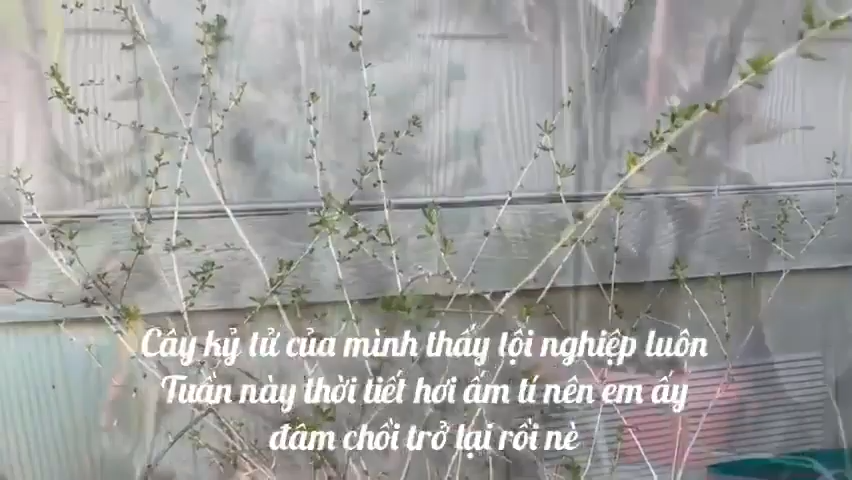 Cây kỷ tử của mình thấy tội nghiệp luôn
Tuần này thời tiết hơi ấm tí nên em ấy
đâm chồi trở lại rồi nè